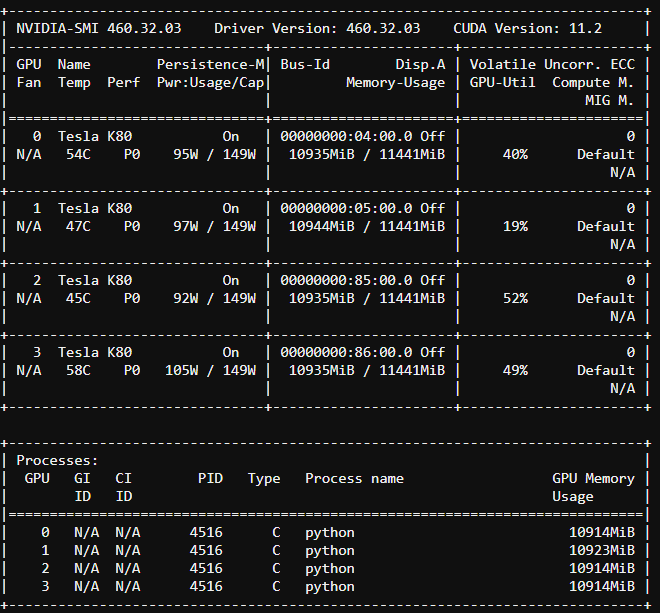 NVIDIA-SMI 460.32.03    Driver Version: 460.32.03    CUDA Version: 11.2
GPU  Name        Persistence-M| Bus-Id        Disp.A | Volatile Uncorr. ECC
Fan  Temp  Perf  Pwr:Usage/Cap|         Memory-Usage | GPU-Util  Compute M.
MIG M.
0  Tesla K80           On   | 00000000:04:00.0 Off |                    0
N/A   54C    P0    95W / 149W |  10935MiB / 11441MiB |     40%      Default
N/A
1  Tesla K80           On   | 00000000:05:00.0 Off |                    0
N/A   47C    P0    97W / 149W |  10944MiB / 11441MiB |     19%      Default
N/A
2  Tesla K80           On   | 00000000:85:00.0 Off |                    0
N/A   45C    P0    92W / 149W |  10935MiB / 11441MiB |     52%      Default
N/A
3  Tesla K80           On   | 00000000:86:00.0 Off |                    0
N/A   58C    P0   105W / 149W |  10935MiB / 11441MiB |     49%      Default
N/A
Processes:
GPU   GI   CI        PID   Type   Process name                  GPU Memory
ID   ID                                                   Usage
0   N/A  N/A      4516      C   python                          10914MiB
1   N/A  N/A      4516      C   python                          10923MiB
2   N/A  N/A      4516      C   python                          10914MiB
3   N/A  N/A      4516      C   python                          10914MiB